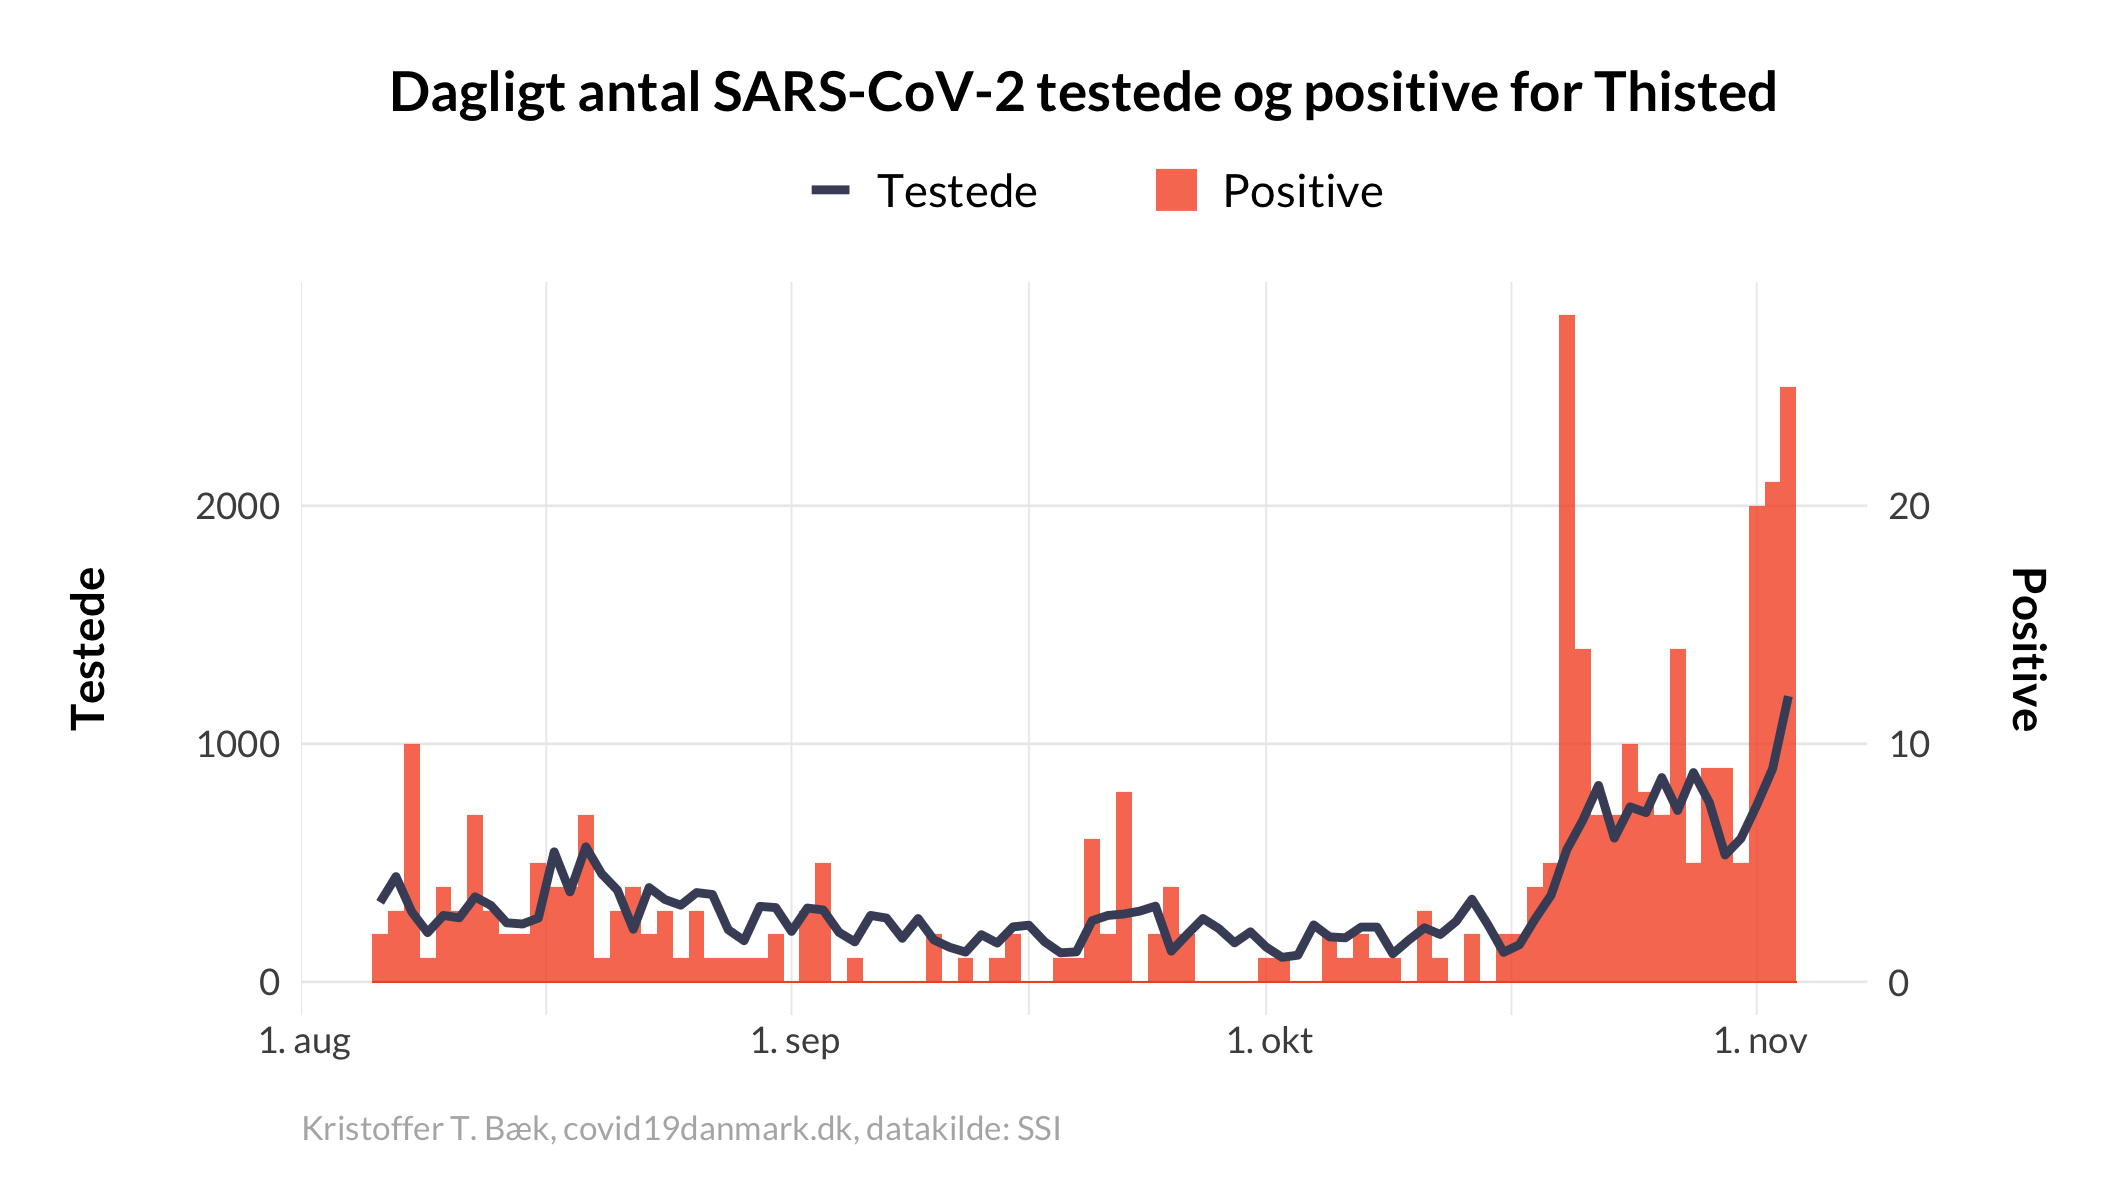 Dagligt antal SARS-CoV-2 testede og positive for Thisted
Testede
Positive
2000
1000
0
20
10
0
Testede
Positive
1. aug
1. sep
1. okt
1. nov
Kristoffer T. Bæk, covid19danmark.dk, datakilde: SSI